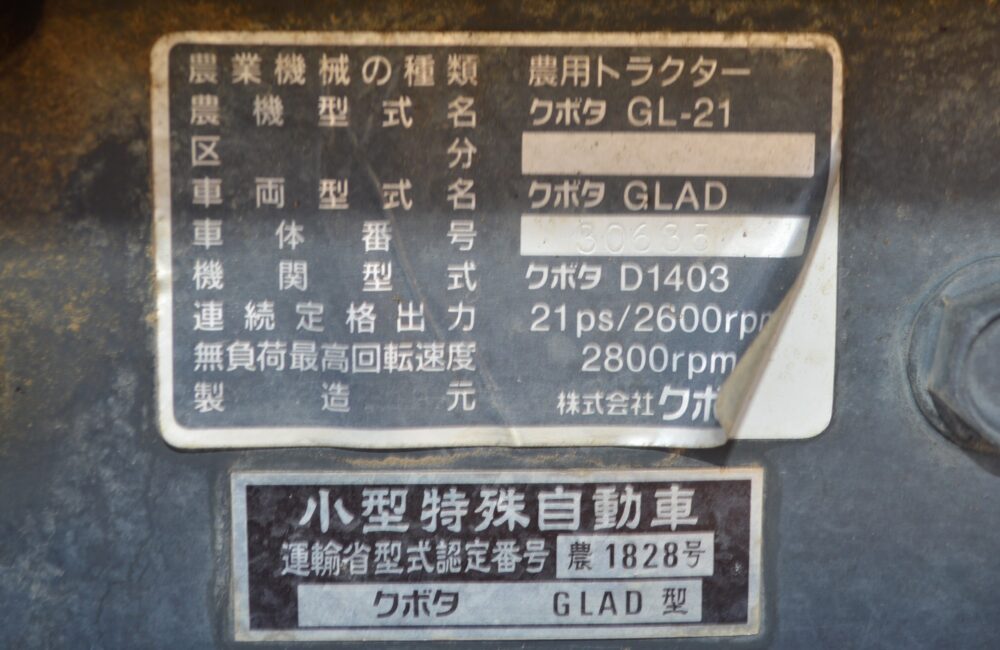 農業機械の種類 農用トラクター
農機型式名 クボタ GL-21
区分
車両型式名 クボタ GLAD
車体番号
機関型式 クボタ D1403
連続定格出力 21ps/2600rpm
無負荷最高回転速度 2800rpm
製造元 株式会社クボ
小型特殊自動車
運輸省型式認定番号 農1828号
クボタ GLAD型